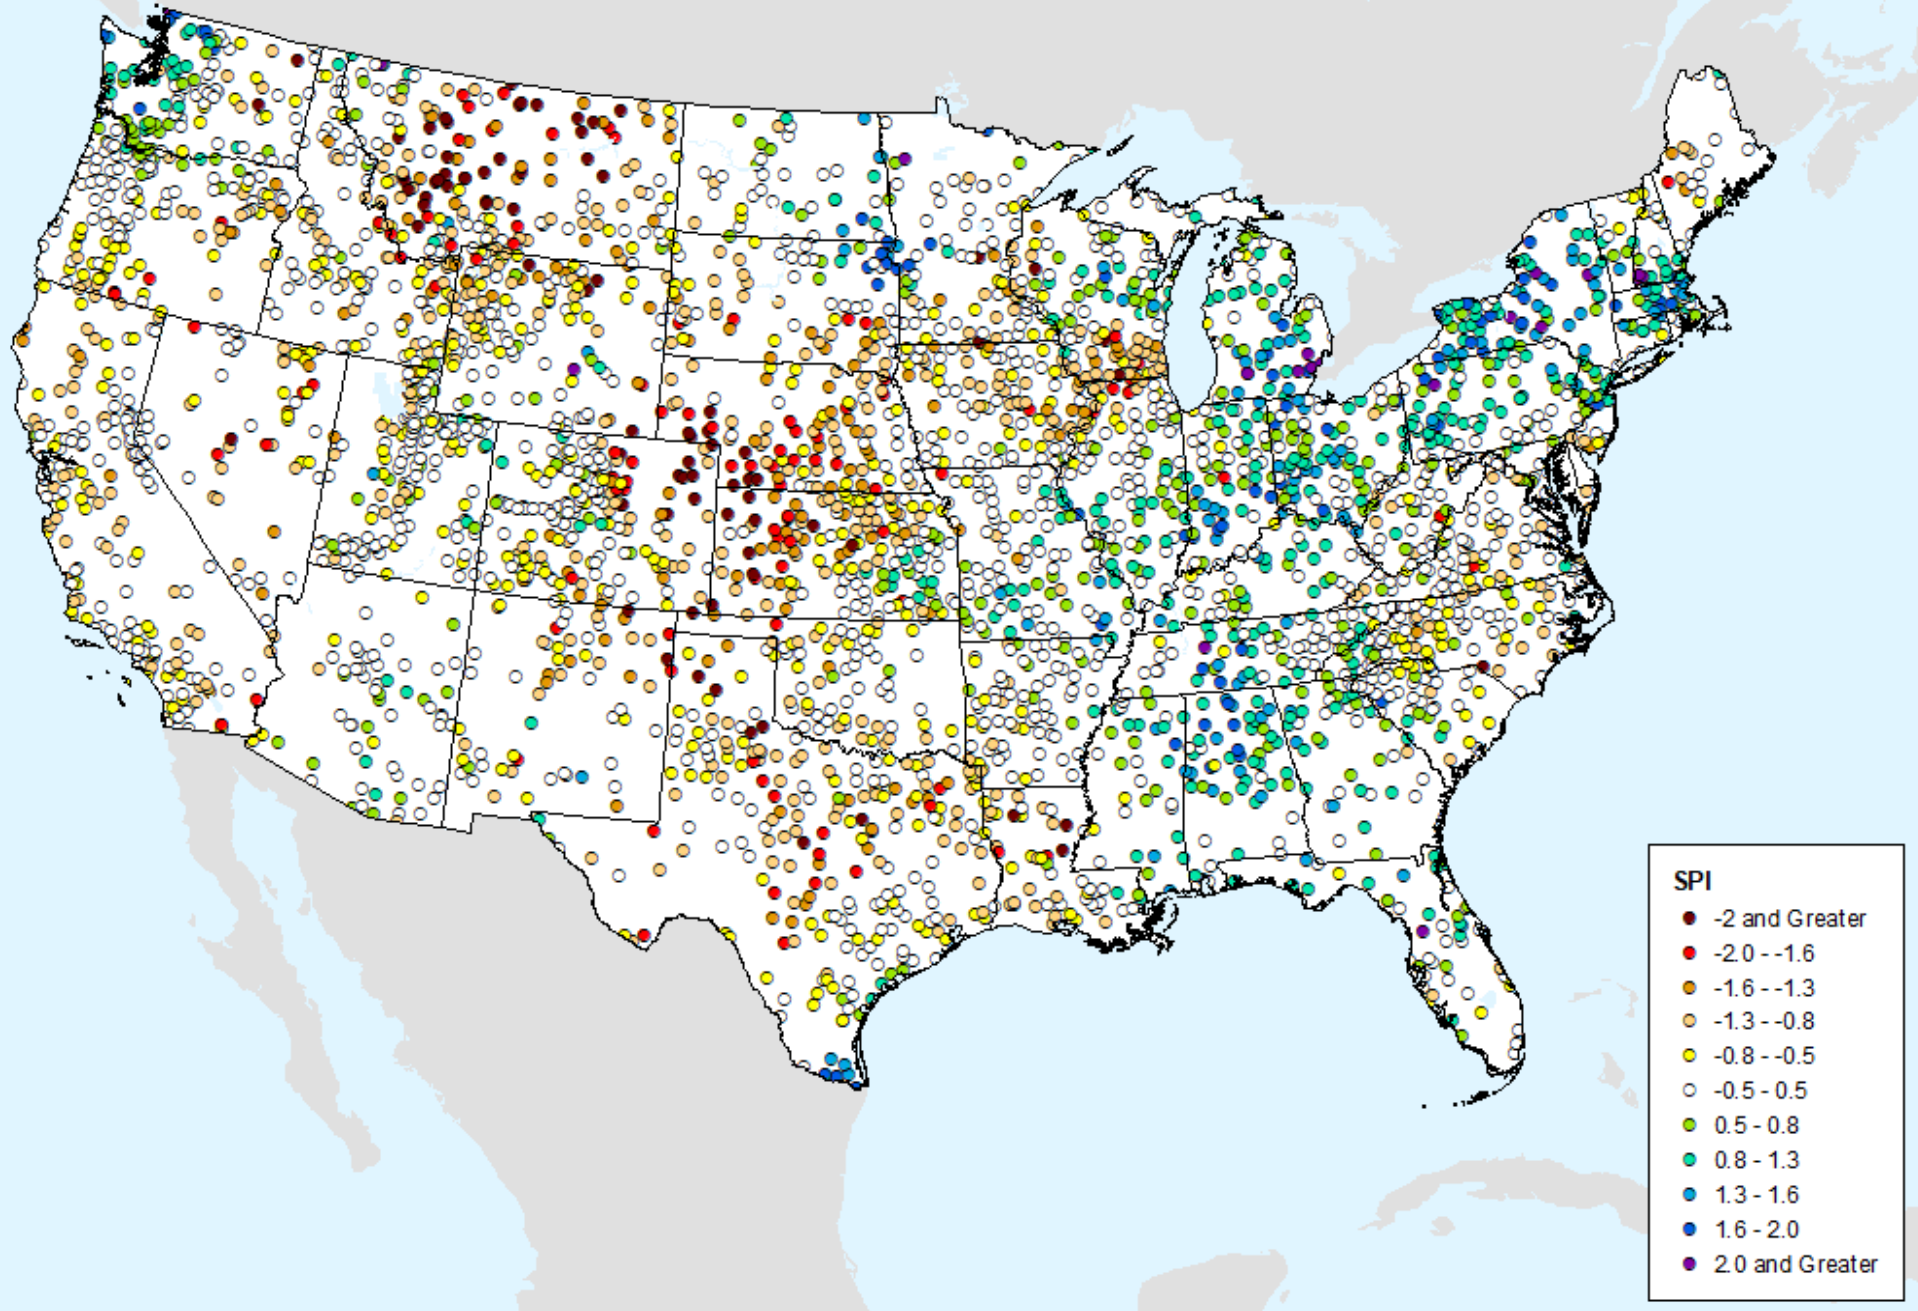 SPI
-2 and Greater
-2.0 - -1.6
-1.6 - -1.3
-1.3 - -0.8
-0.8 - -0.5
-0.5 - 0.5
0.5 - 0.8
0.8 - 1.3
1.3 - 1.6
1.6 - 2.0
2.0 and Greater